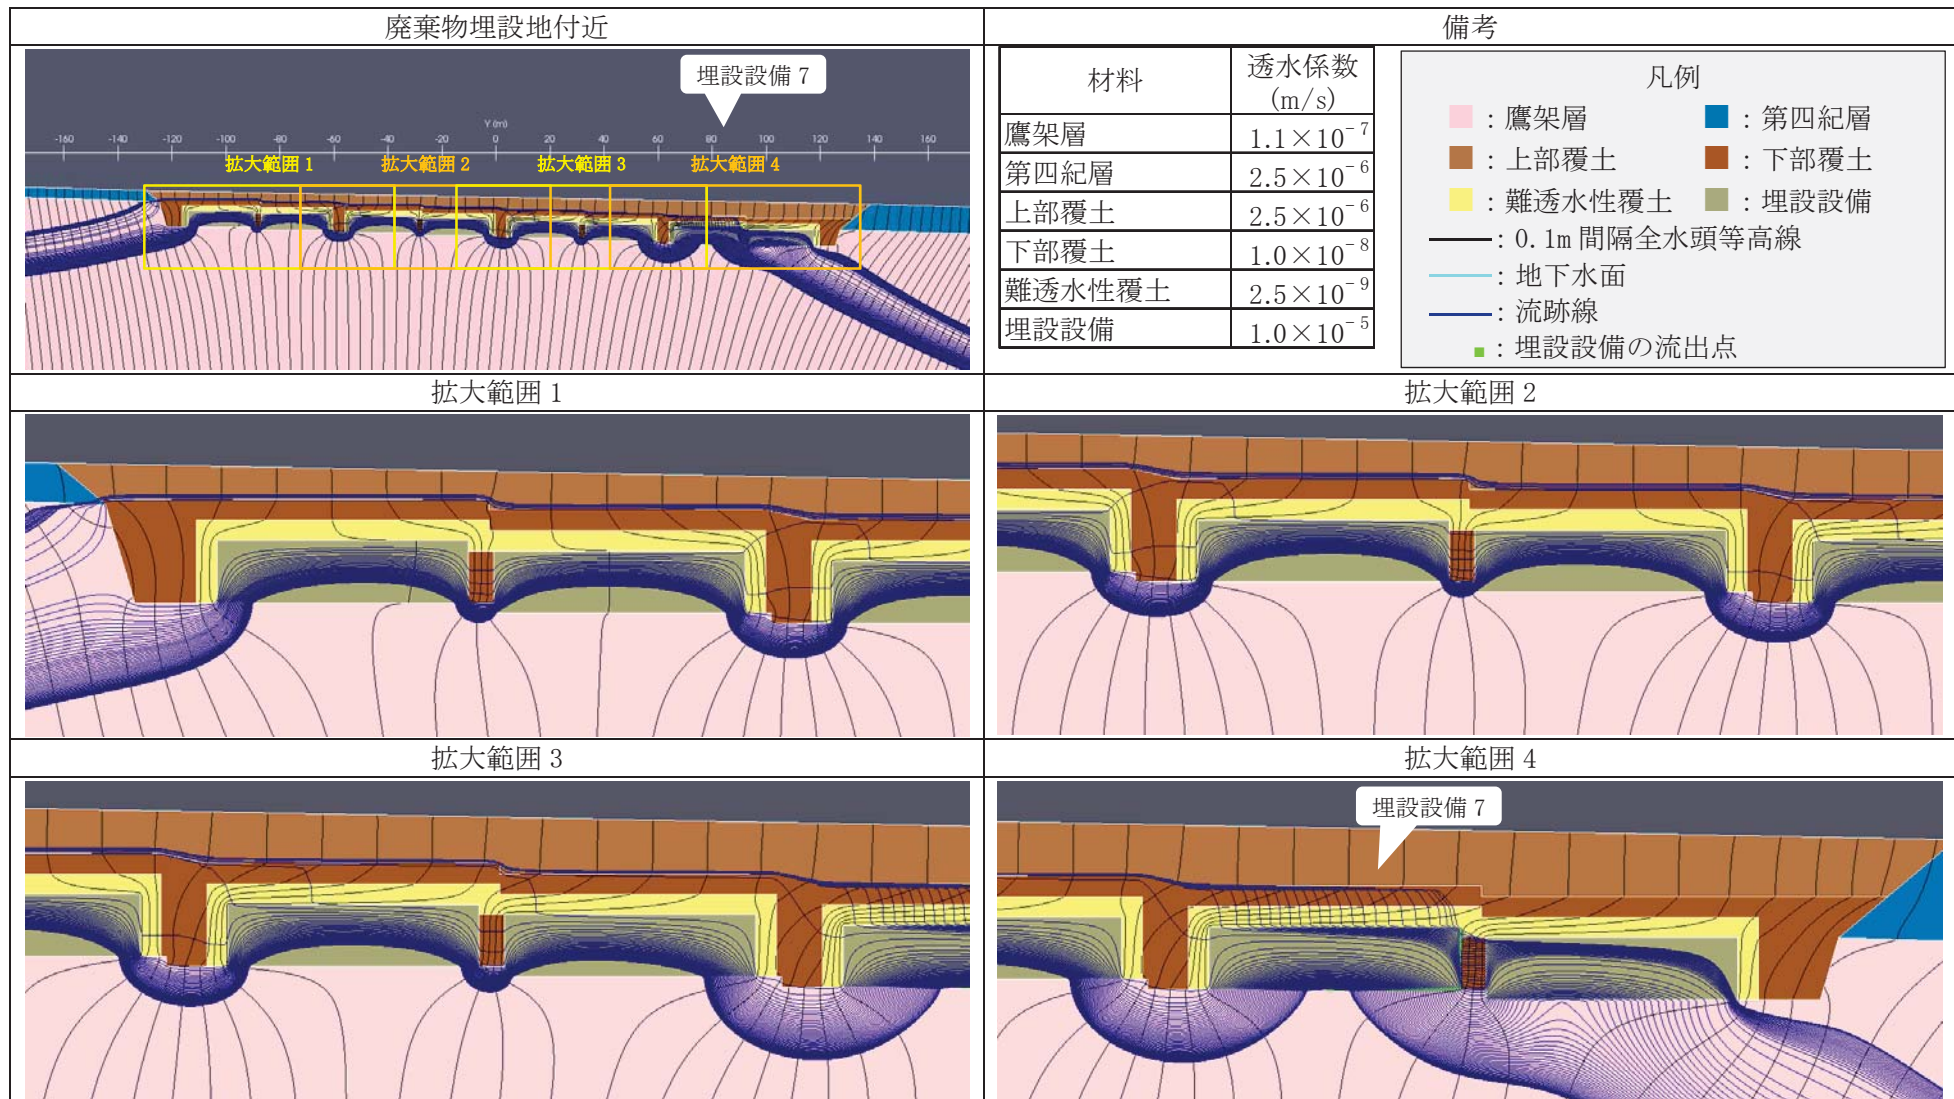 廃棄物埋設地付近
備考
埋設設備 7
Y (m)
-160 -140 -120 -100 -80 -60 -40 -20 0 20 40 60 80 100 120 140 160
拡大範囲 1 拡大範囲 2 拡大範囲 3 拡大範囲 4
材料 透水係数
(m/s)
鷹架層 1.1×10⁻⁷
第四紀層 2.5×10⁻⁶
上部覆土 2.5×10⁻⁶
下部覆土 1.0×10⁻⁸
難透水性覆土 2.5×10⁻⁹
埋設設備 1.0×10⁻⁵
凡例
：鷹架層 ：第四紀層
：上部覆土 ：下部覆土
：難透水性覆土 ：埋設設備
：0.1m 間隔全水頭等高線
：地下水面
：流跡線
：埋設設備の流出点
拡大範囲 1
拡大範囲 2
拡大範囲 3
拡大範囲 4
埋設設備 7